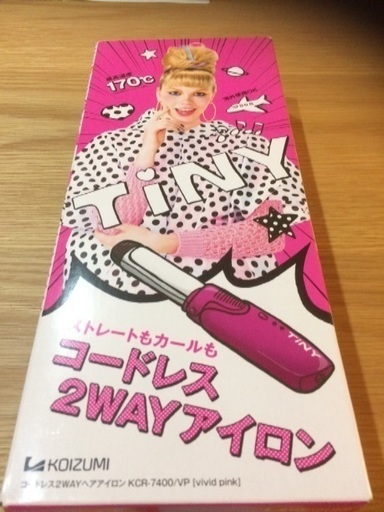 170℃
TiNY
TiNY
ストレートもカールも
コードレス
2WAYアイロン
KOIZUMI
コードレス2WAYヘアアイロン KCR-7400/VP [vivid pink]